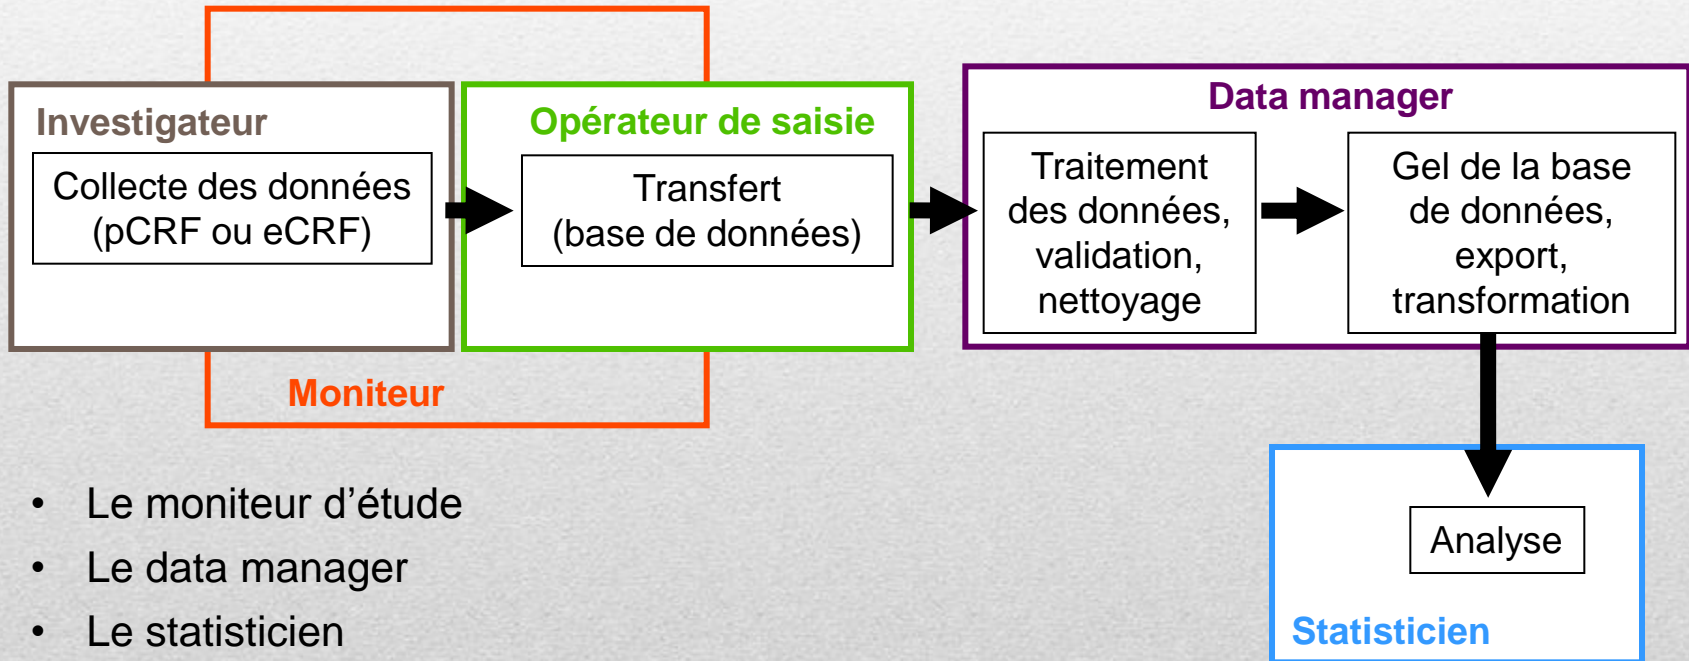 Investigateur
Collecte des données
(pCRF ou eCRF)
Opérateur de saisie
Transfert
(base de données)
Data manager
Traitement
des données,
validation,
nettoyage
Gel de la base
de données,
export,
transformation
Moniteur
• Le moniteur d’étude
• Le data manager
• Le statisticien
Analyse
Statisticien